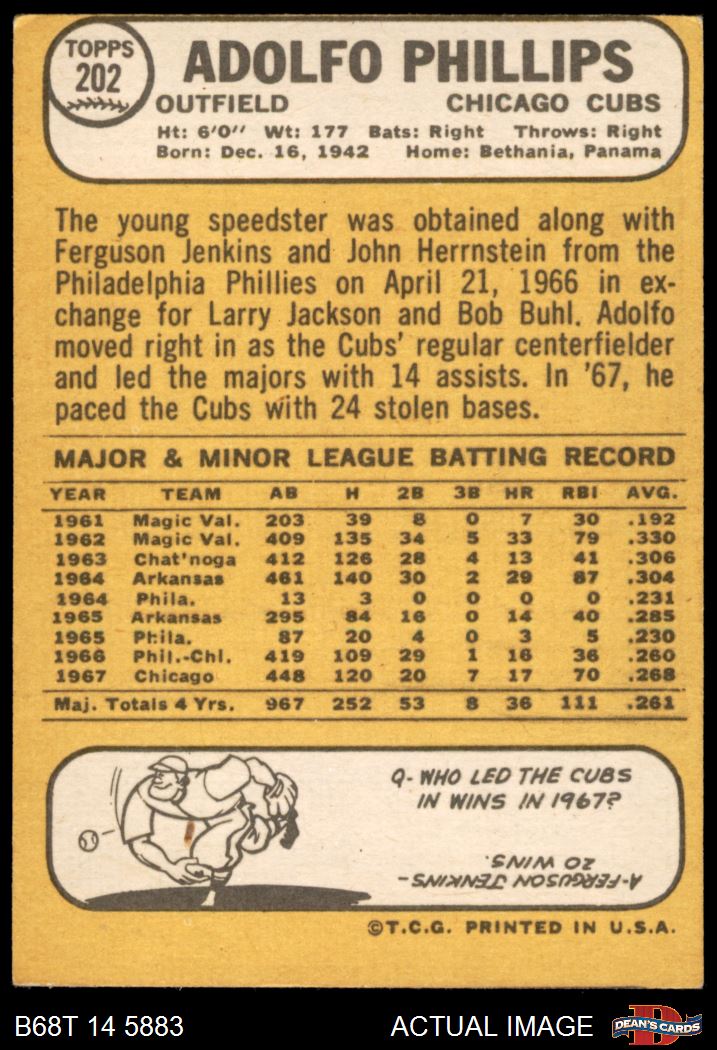 TOPPS
202
ADOLFO PHILLIPS
OUTFIELD CHICAGO CUBS
Ht: 6'0" Wt: 177 Bats: Right Throws: Right
Born: Dec. 16, 1942 Home: Bethania, Panama
The young speedster was obtained along with
Ferguson Jenkins and John Herrnstein from the
Philadelphia Phillies on April 21, 1966 in ex-
change for Larry Jackson and Bob Buhl. Adolfo
moved right in as the Cubs' regular centerfielder
and led the majors with 14 assists. In '67, he
paced the Cubs with 24 stolen bases.
MAJOR & MINOR LEAGUE BATTING RECORD
YEAR TEAM AB H 2B 3B HR RBI AVG.
1961 Magic Val. 203 39 8 0 7 30 .192
1962 Magic Val. 409 135 34 5 33 79 .330
1963 Chat'noga 412 126 28 4 13 41 .306
1964 Arkansas 461 140 30 2 29 87 .304
1964 Phila. 13 3 0 0 0 0 .231
1965 Arkansas 295 84 16 0 14 40 .285
1965 Phila. 87 20 4 0 3 5 .230
1966 Phil.-Chi. 419 109 29 1 16 36 .260
1967 Chicago 448 120 20 7 17 70 .268
Maj. Totals 4 Yrs. 967 252 53 8 36 111 .261
Q- WHO LED THE CUBS
IN WINS IN 1967?
A-FERGUSON JENKINS-
20 WINS.
©T.C.G. PRINTED IN U.S.A.
B68T 14 5883 ACTUAL IMAGE DEAN'S CARDS